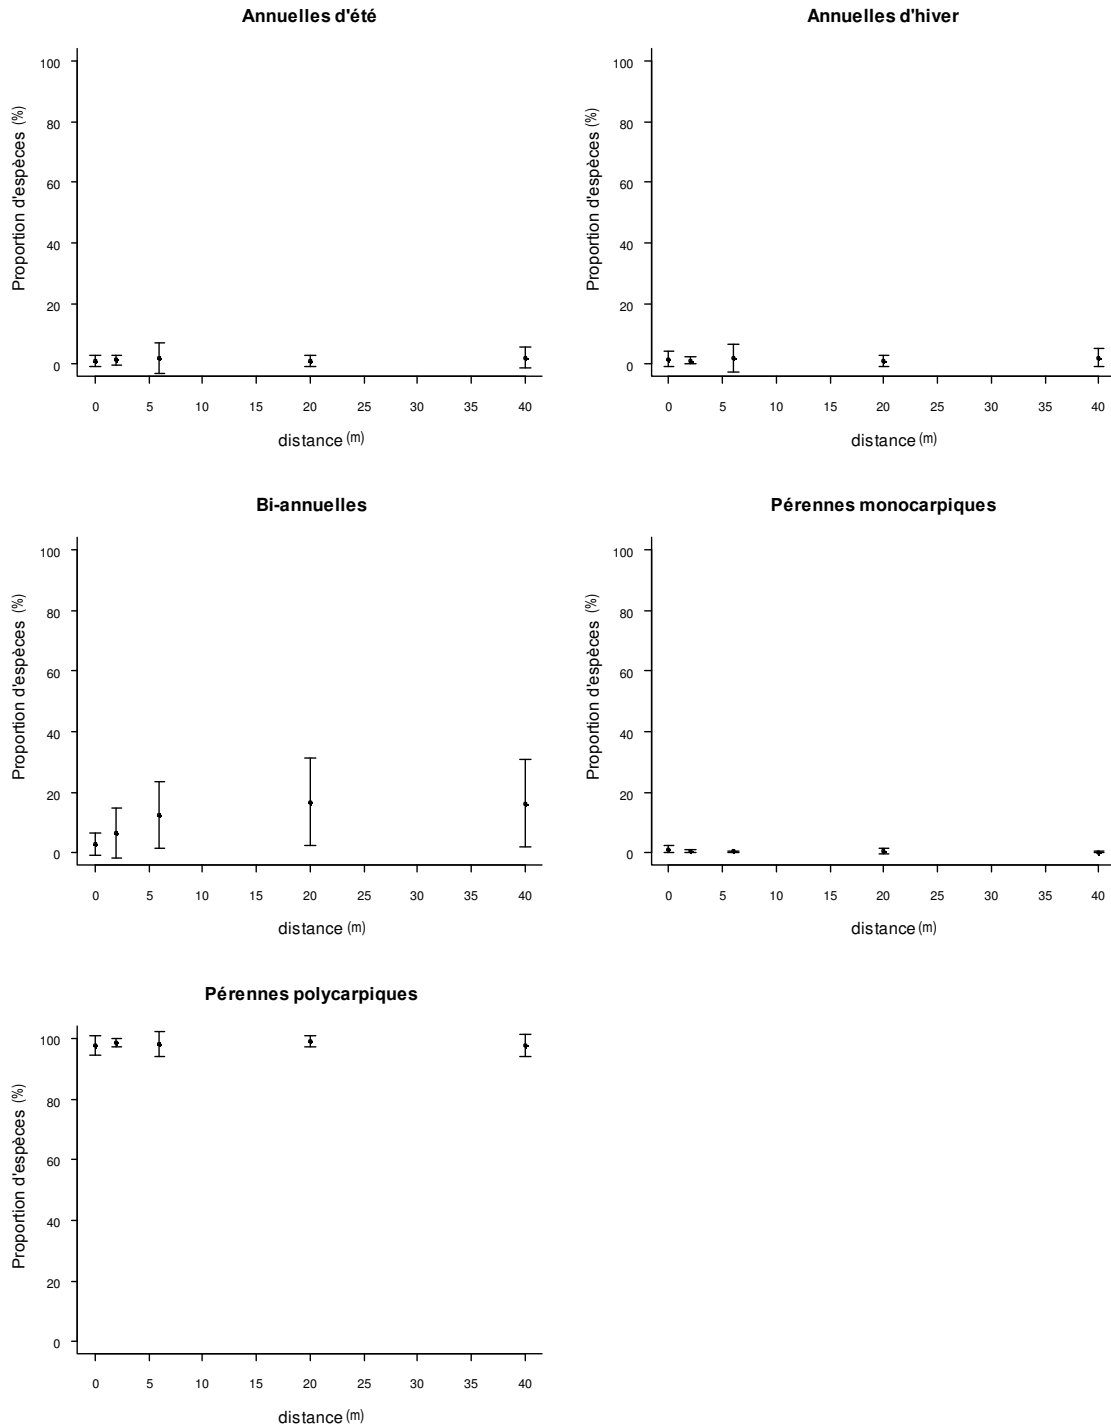 Annuelles d'été
Proportion d'espèces (%)
100
80
60
40
20
0
0 5 10 15 20 25 30 35 40
distance (m)
Annuelles d'hiver
Proportion d'espèces (%)
100
80
60
40
20
0
0 5 10 15 20 25 30 35 40
distance (m)
Bi-annuelles
Proportion d'espèces (%)
100
80
60
40
20
0
0 5 10 15 20 25 30 35 40
distance (m)
Pérennes monocarpiques
Proportion d'espèces (%)
100
80
60
40
20
0
0 5 10 15 20 25 30 35 40
distance (m)
Pérennes polycarpiques
Proportion d'espèces (%)
100
80
60
40
20
0
0 5 10 15 20 25 30 35 40
distance (m)